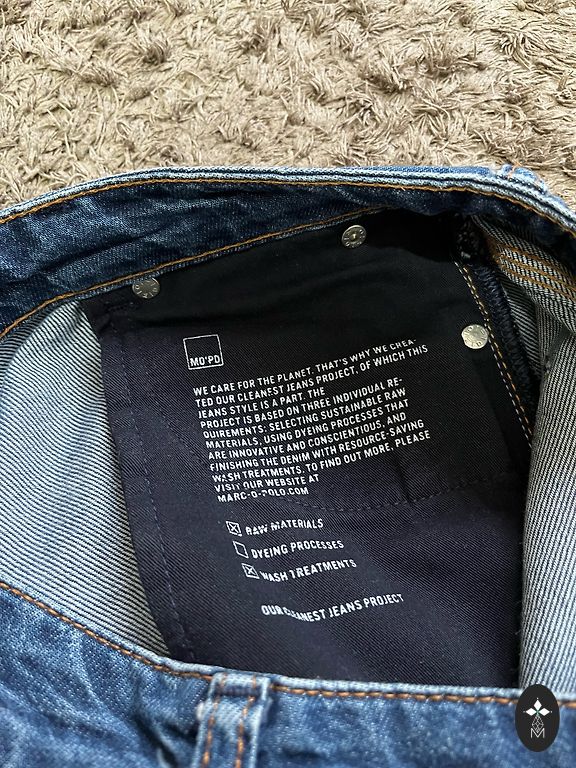 MO'PD
WE CARE FOR THE PLANET. THAT'S WHY WE CREA-
TED OUR CLEANEST JEANS PROJECT, OF WHICH THIS
JEANS STYLE IS A PART. THE
PROJECT IS BASED ON THREE INDIVIDUAL RE-
QUIREMENTS: SELECTING SUSTAINABLE RAW
MATERIALS, USING DYEING PROCESSES THAT
ARE INNOVATIVE AND CONSCIENTIOUS, AND
FINISHING THE DENIM WITH RESOURCE-SAVING
WASH TREATMENTS. TO FIND OUT MORE, PLEASE
VISIT OUR WEBSITE AT
MARC-O-POLO.COM
RAW MATERIALS
DYEING PROCESSES
WASH TREATMENTS
OUR CLEANEST JEANS PROJECT
M